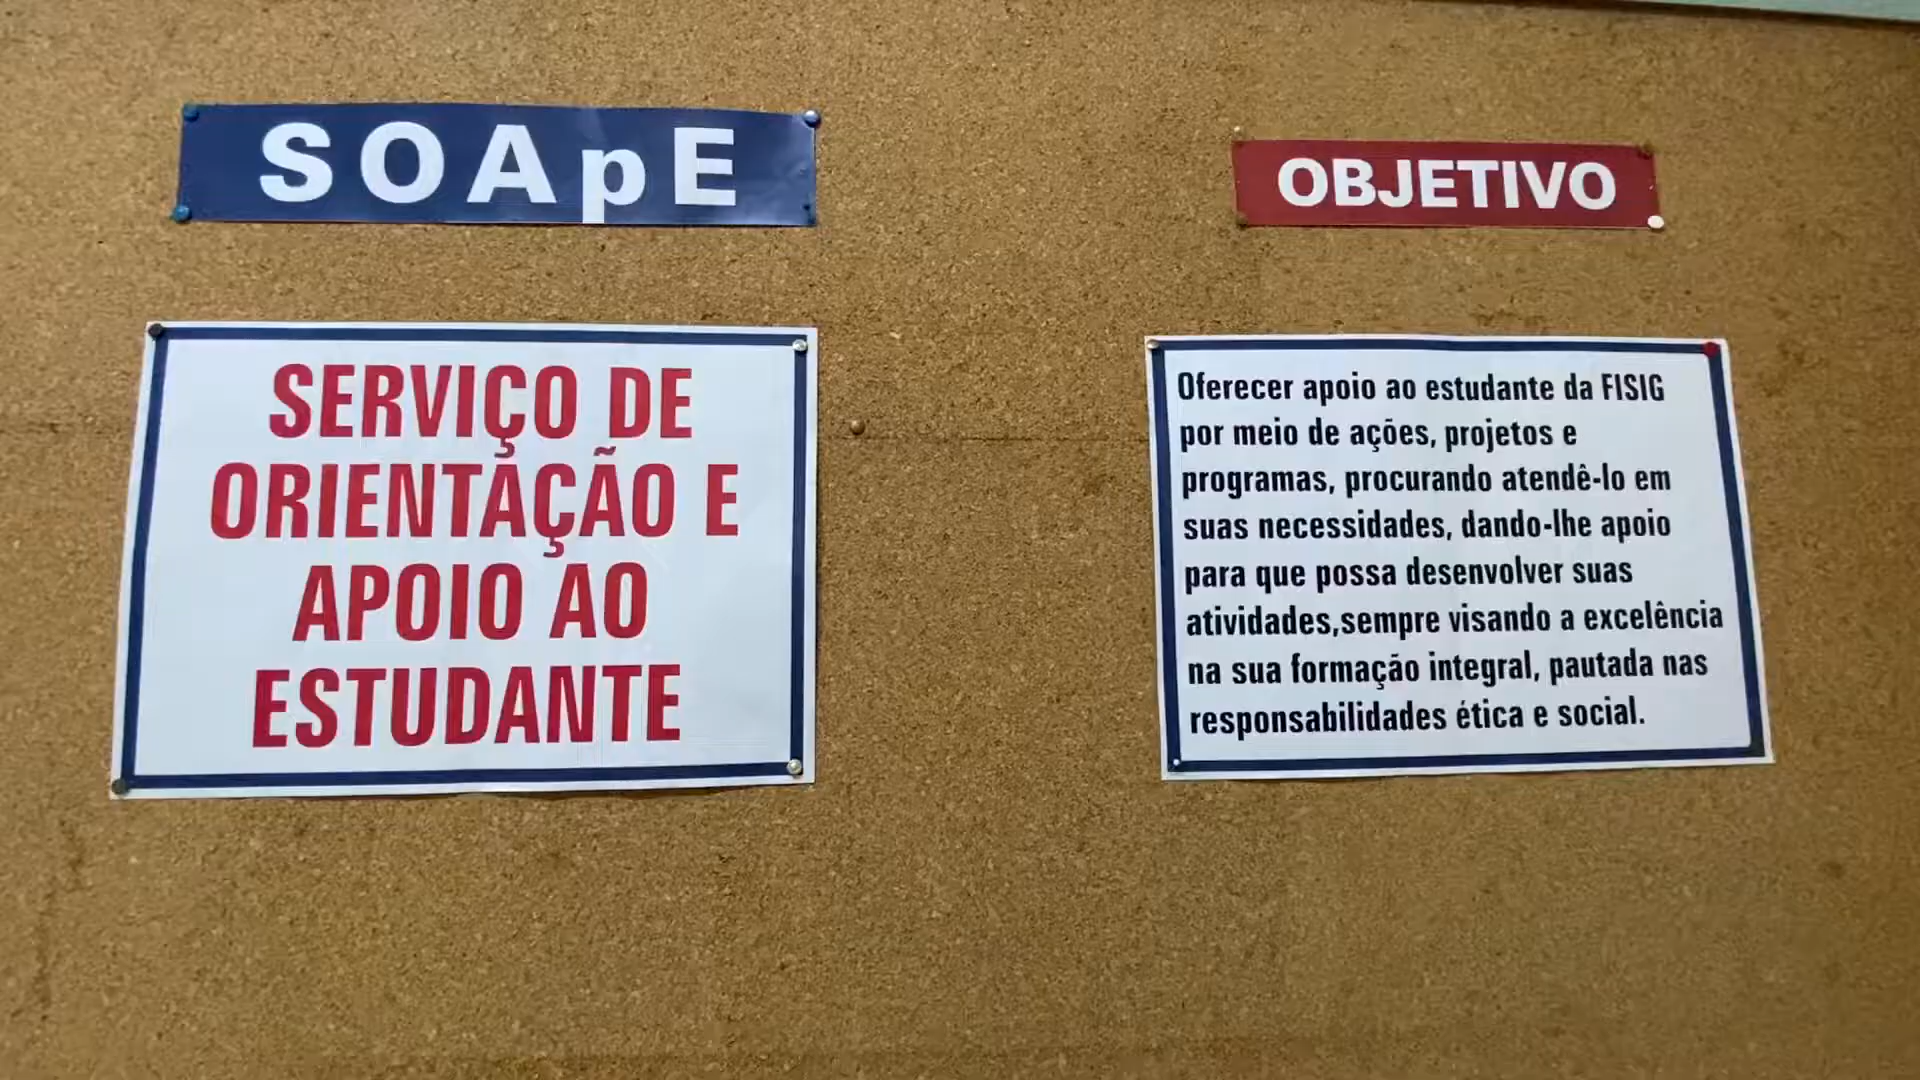 SOApE
SERVIÇO DE
ORIENTAÇÃO E
APOIO AO
ESTUDANTE
OBJETIVO
Oferecer apoio ao estudante da FISIG
por meio de ações, projetos e
programas, procurando atendê-lo em
suas necessidades, dando-lhe apoio
para que possa desenvolver suas
atividades,sempre visando a excelência
na sua formação integral, pautada nas
responsabilidades ética e social.